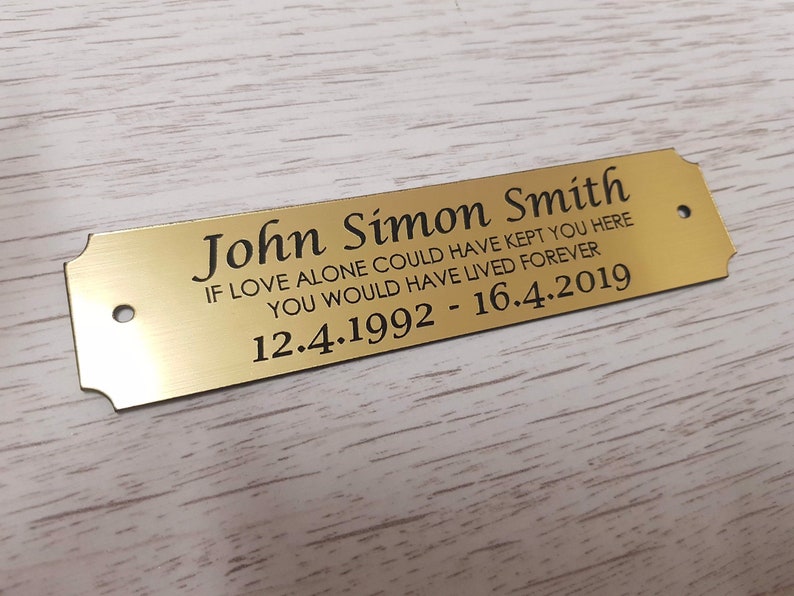 John Simon Smith
IF LOVE ALONE COULD HAVE KEPT YOU HERE
YOU WOULD HAVE LIVED FOREVER
12.4.1992 - 16.4.2019